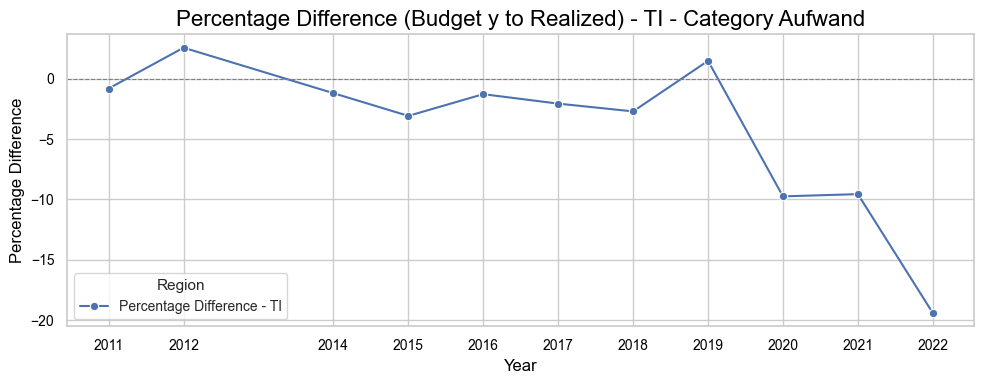 Percentage Difference (Budget y to Realized) - TI - Category Aufwand
Percentage Difference
0
−5
−10
−15
−20
Region
Percentage Difference - TI
2011 2012 2014 2015 2016 2017 2018 2019 2020 2021 2022
Year